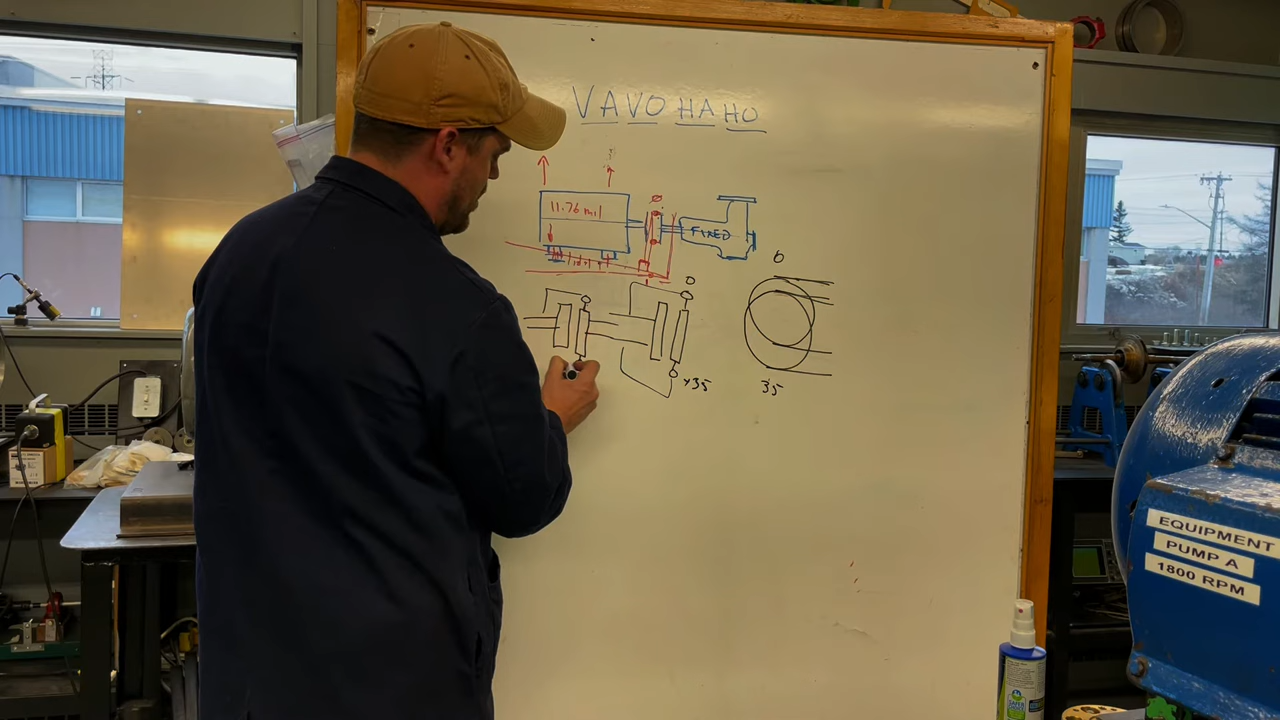 VAVO HAHO
11.76 mil
FIXED
0
0
+35
35
EQUIPMENT
PUMP A
1800 RPM